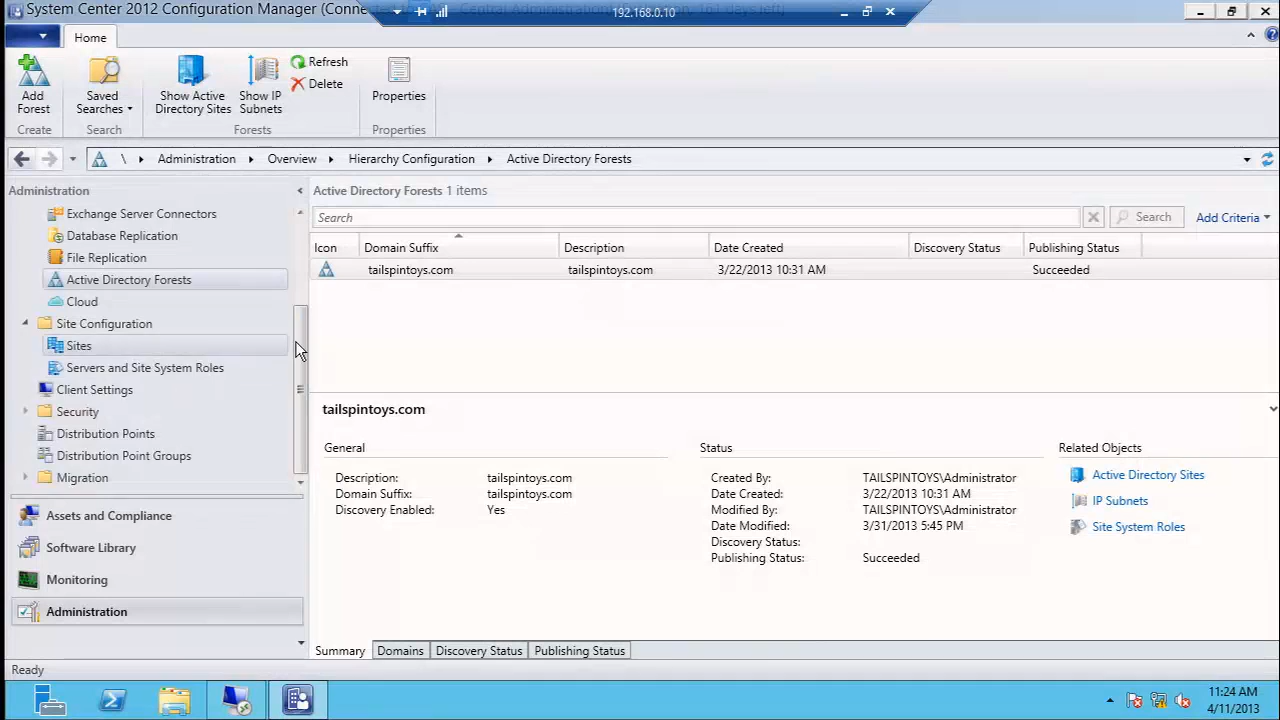 System Center 2012 Configuration Manager (Conne
192.168.0.10
Home
Add Forest
Saved Searches
Show Active Directory Sites
Show IP Subnets
Refresh
Delete
Properties
Create
Search
Forests
Properties
\ Administration Overview Hierarchy Configuration Active Directory Forests
Administration
Exchange Server Connectors
Database Replication
File Replication
Active Directory Forests
Cloud
Site Configuration
Sites
Servers and Site System Roles
Client Settings
Security
Distribution Points
Distribution Point Groups
Migration
Assets and Compliance
Software Library
Monitoring
Administration
Active Directory Forests 1 items
Search
Search
Add Criteria
Icon Domain Suffix Description Date Created Discovery Status Publishing Status
tailspintoys.com tailspintoys.com 3/22/2013 10:31 AM Succeeded
tailspintoys.com
General
Description: tailspintoys.com
Domain Suffix: tailspintoys.com
Discovery Enabled: Yes
Status
Created By: TAILSPINTOYS\Administrator
Date Created: 3/22/2013 10:31 AM
Modified By: TAILSPINTOYS\Administrator
Date Modified: 3/31/2013 5:45 PM
Discovery Status:
Publishing Status: Succeeded
Related Objects
Active Directory Sites
IP Subnets
Site System Roles
Summary Domains Discovery Status Publishing Status
Ready
11:24 AM
4/11/2013